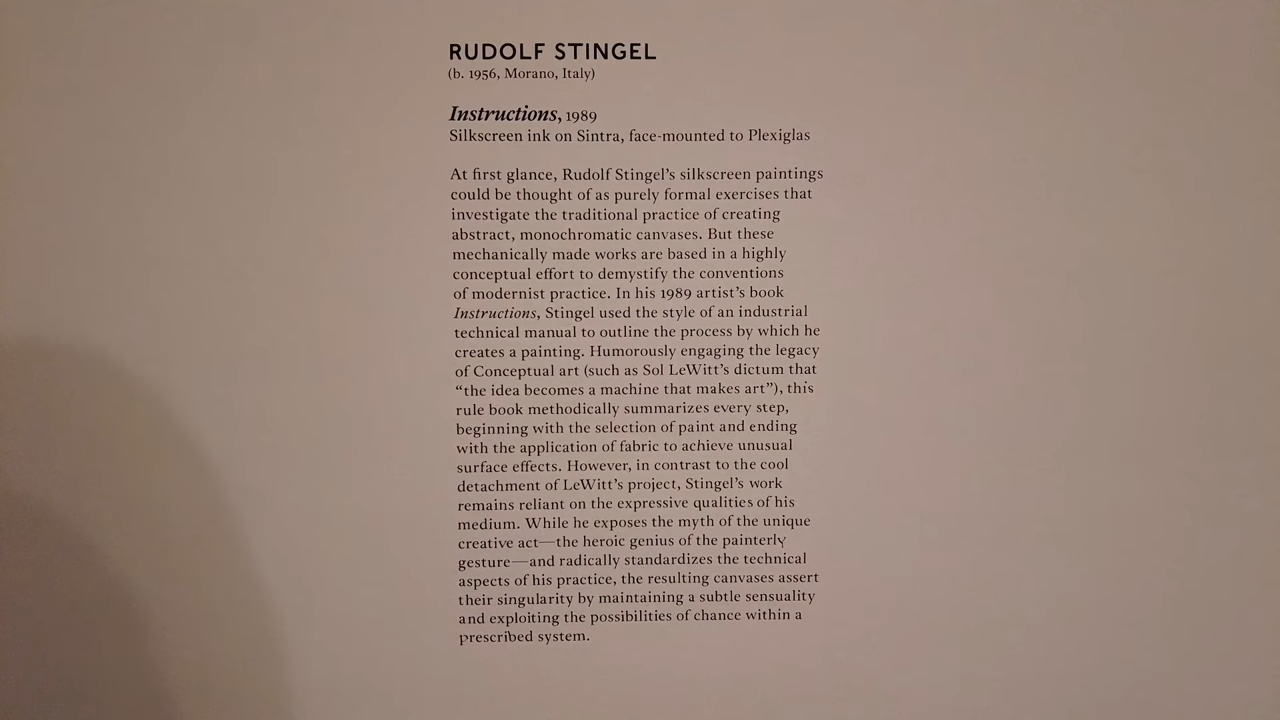 RUDOLF STINGEL
(b. 1956, Morano, Italy)
Instructions, 1989
Silkscreen ink on Sintra, face-mounted to Plexiglas
At first glance, Rudolf Stingel’s silkscreen paintings
could be thought of as purely formal exercises that
investigate the traditional practice of creating
abstract, monochromatic canvases. But these
mechanically made works are based in a highly
conceptual effort to demystify the conventions
of modernist practice. In his 1989 artist’s book
Instructions, Stingel used the style of an industrial
technical manual to outline the process by which he
creates a painting. Humorously engaging the legacy
of Conceptual art (such as Sol LeWitt’s dictum that
“the idea becomes a machine that makes art”), this
rule book methodically summarizes every step,
beginning with the selection of paint and ending
with the application of fabric to achieve unusual
surface effects. However, in contrast to the cool
detachment of LeWitt’s project, Stingel’s work
remains reliant on the expressive qualities of his
medium. While he exposes the myth of the unique
creative act—the heroic genius of the painterly
gesture—and radically standardizes the technical
aspects of his practice, the resulting canvases assert
their singularity by maintaining a subtle sensuality
and exploiting the possibilities of chance within a
prescribed system.